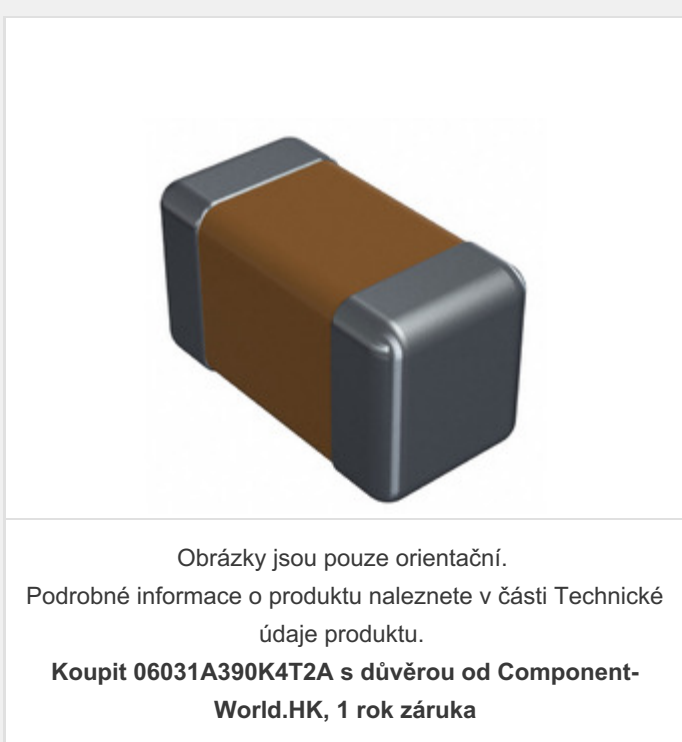 Obrázky jsou pouze orientační.
Podrobné informace o produktu naleznete v části Technické
údaje produktu.
Koupit 06031A390K4T2A s důvěrou od Component-
World.HK, 1 rok záruka